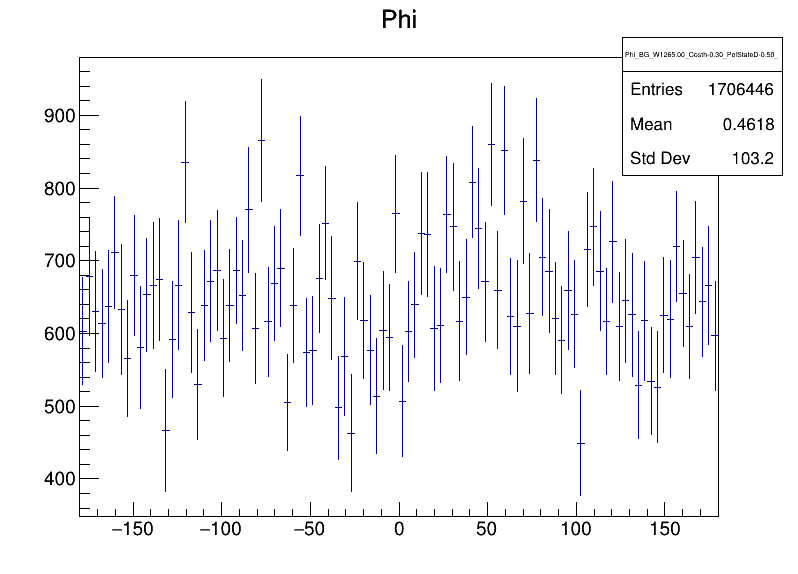 Phi
Phi_BG_W1265.00_Costh-0.30_PolStateD-0.50_
Entries 1706446
Mean 0.4618
Std Dev 103.2
900
800
700
600
500
400
−150 −100 −50 0 50 100 150